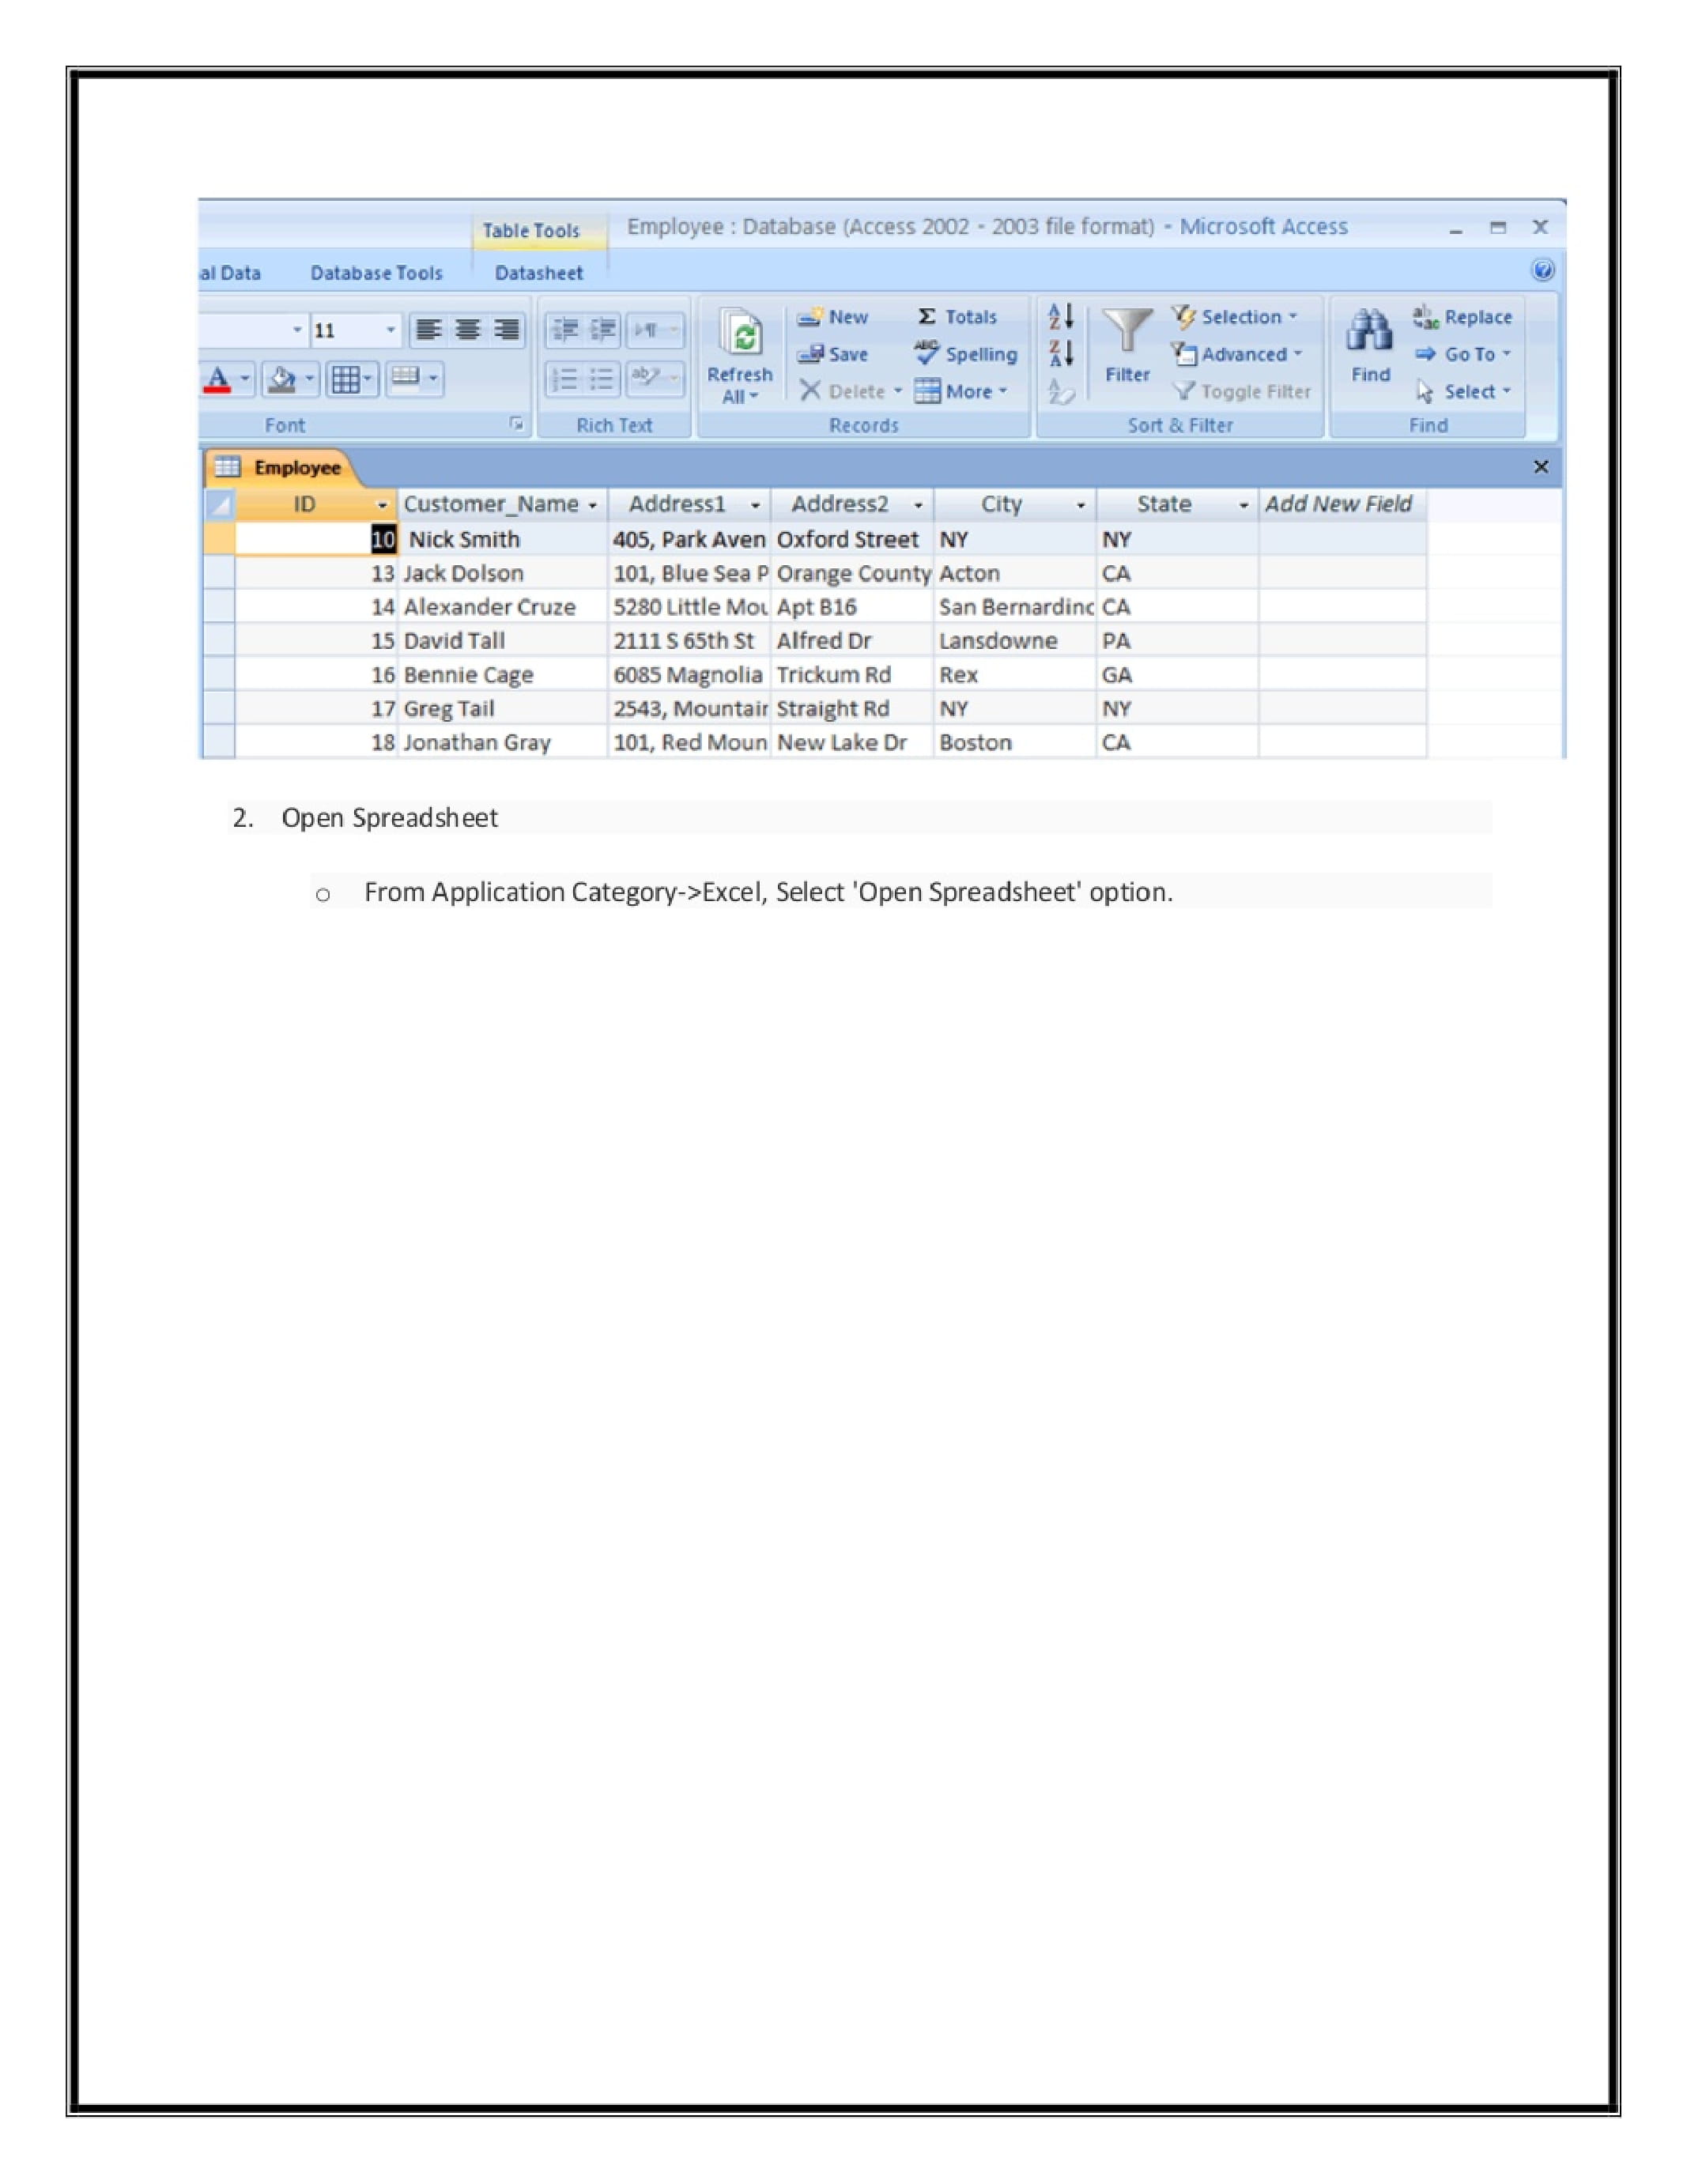 Table Tools Employee : Database (Access 2002 - 2003 file format) - Microsoft Access
al Data Database Tools Datasheet
11 New Totals Selection Replace
Save Spelling Advanced Go To
Refresh All Delete More Filter Toggle Filter Find Select
Font Rich Text Records Sort & Filter Find
Employee
ID Customer_Name Address1 Address2 City State Add New Field
10 Nick Smith 405, Park Aven Oxford Street NY NY
13 Jack Dolson 101, Blue Sea P Orange County Acton CA
14 Alexander Cruze 5280 Little Mou Apt B16 San Bernardino CA
15 David Tall 2111 S 65th St Alfred Dr Lansdowne PA
16 Bennie Cage 6085 Magnolia Trickum Rd Rex GA
17 Greg Tail 2543, Mountain Straight Rd NY NY
18 Jonathan Gray 101, Red Moun New Lake Dr Boston CA
2. Open Spreadsheet
o From Application Category->Excel, Select 'Open Spreadsheet' option.